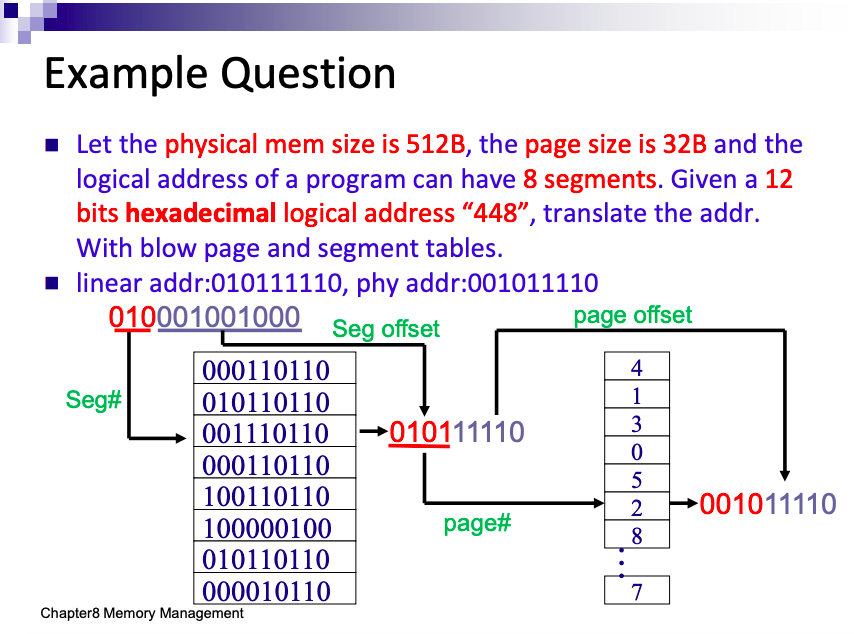 Example Question
Let the physical mem size is 512B, the page size is 32B and the
logical address of a program can have 8 segments. Given a 12
bits hexadecimal logical address “448”, translate the addr.
With blow page and segment tables.
linear addr:010111110, phy addr:001011110
010001001000
Seg offset
page offset
Seg#
000110110
010110110
001110110
000110110
100110110
100000100
010110110
000010110
010111110
page#
4
1
3
0
5
2
8
7
001011110
Chapter8 Memory Management